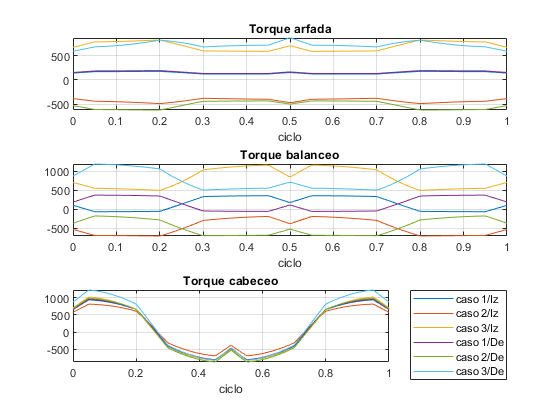 Torque arfada
500
0
-500
0 0.1 0.2 0.3 0.4 0.5 0.6 0.7 0.8 0.9 1
ciclo
Torque balanceo
1000
500
0
-500
0 0.1 0.2 0.3 0.4 0.5 0.6 0.7 0.8 0.9 1
ciclo
Torque cabeceo
1000
500
0
-500
0 0.2 0.4 0.6 0.8 1
ciclo
caso 1/Iz
caso 2/Iz
caso 3/Iz
caso 1/De
caso 2/De
caso 3/De